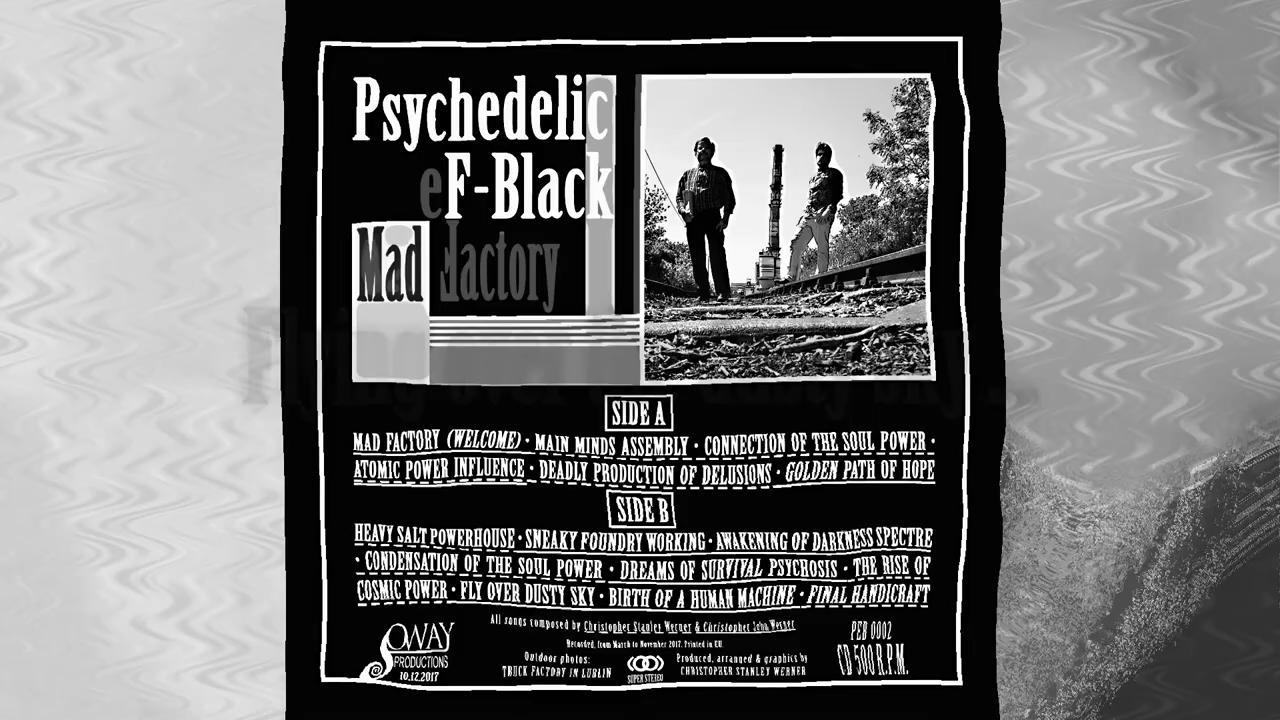 Psychedelic
eF-Black
Mad factory
SIDE A
MAD FACTORY (WELCOME) · MAIN MINDS ASSEMBLY · CONNECTION OF THE SOUL POWER ·
ATOMIC POWER INFLUENCE · DEADLY PRODUCTION OF DELUSIONS · GOLDEN PATH OF HOPE
SIDE B
HEAVY SALT POWERHOUSE · SNEAKY FOUNDRY WORKING · AWAKENING OF DARKNESS SPECTRE
· CONDENSATION OF THE SOUL POWER · DREAMS OF SURVIVAL PSYCHOSIS · THE RISE OF
COSMIC POWER · FLY OVER DUSTY SKY · BIRTH OF A HUMAN MACHINE · FINAL HANDICRAFT
All songs composed by Christopher Stanley Werner & Christopher John Werner
Recorded, from March to November 2017. Printed in EU.
SOWAY
PRODUCTIONS
10.12.2017
Outdoor photos:
TRUCK FACTORY IN LUBLIN
SUPER STEREO
Produced, arranged & graphics by
CHRISTOPHER STANLEY WERNER
PEB 0002
CD 500 R.P.M.